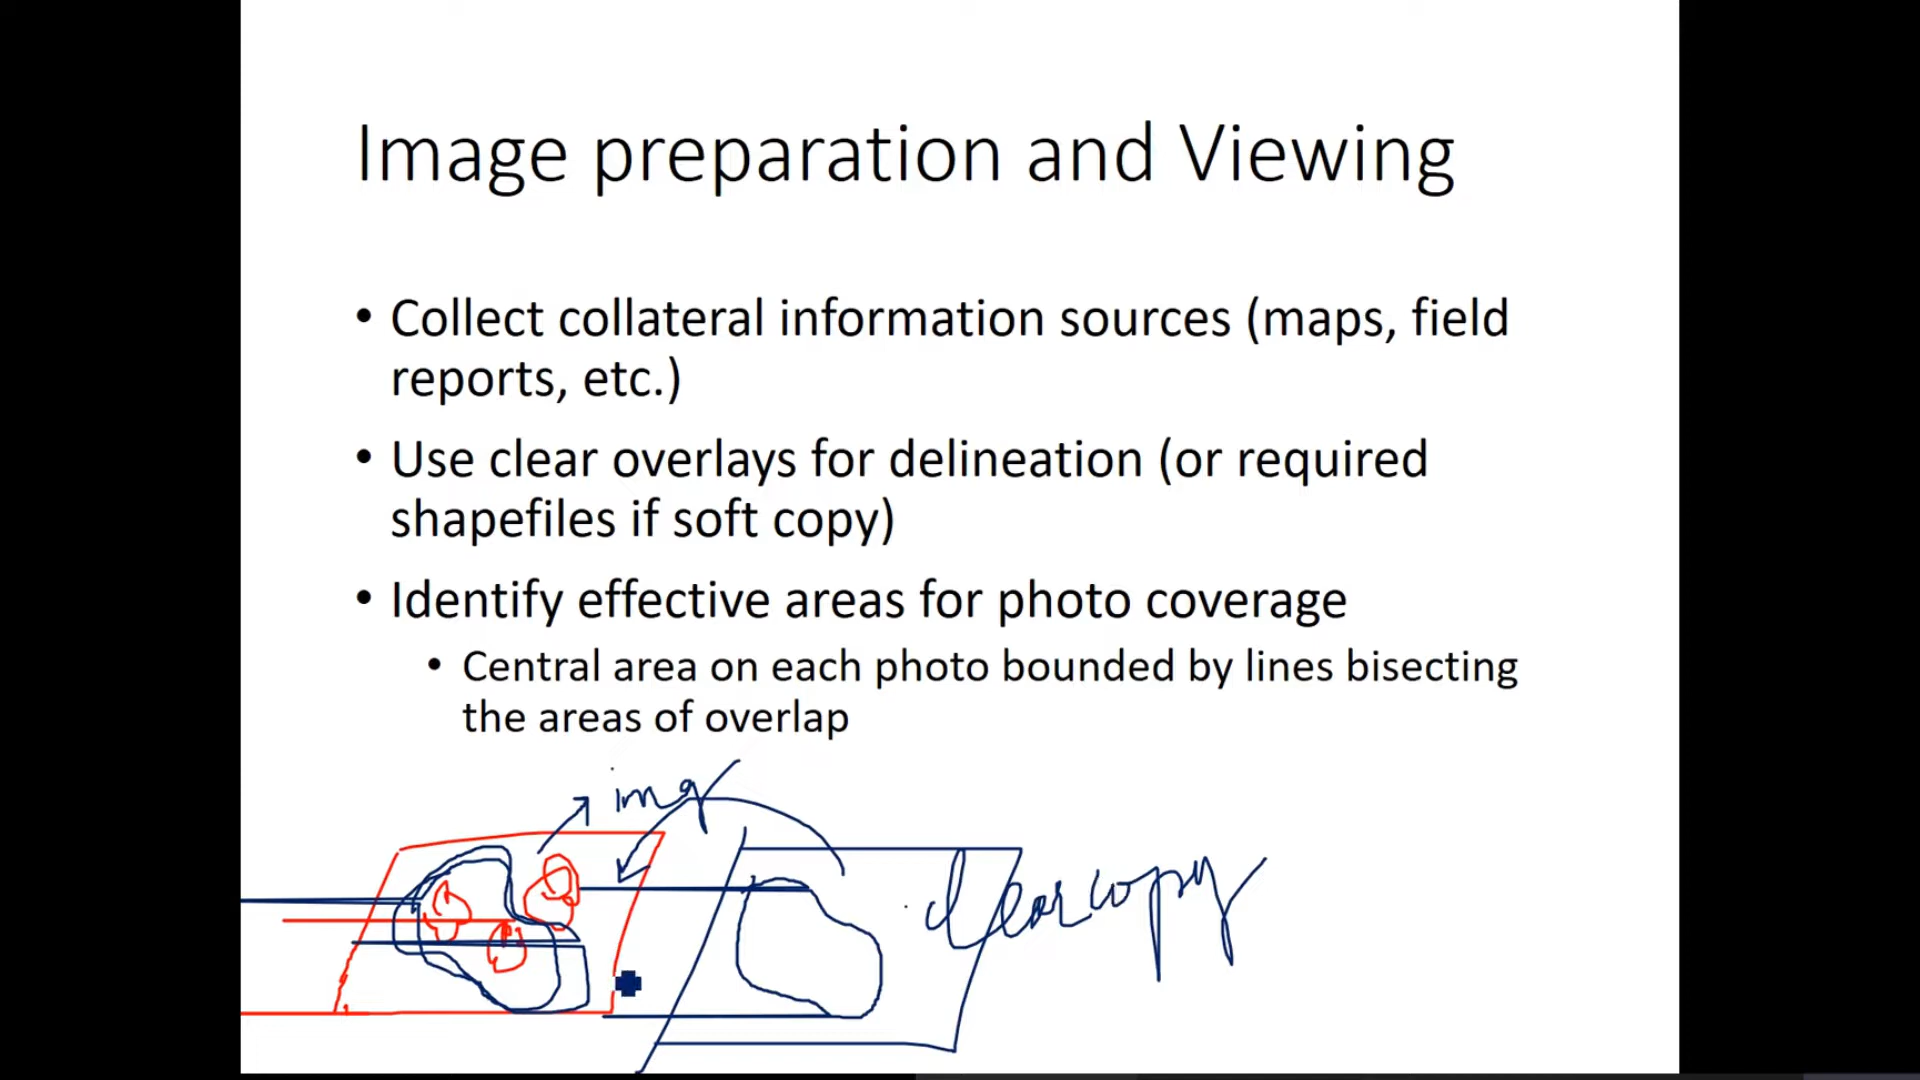 Image preparation and Viewing
• Collect collateral information sources (maps, field
reports, etc.)
• Use clear overlays for delineation (or required
shapefiles if soft copy)
• Identify effective areas for photo coverage
• Central area on each photo bounded by lines bisecting
the areas of overlap
img
clear copy